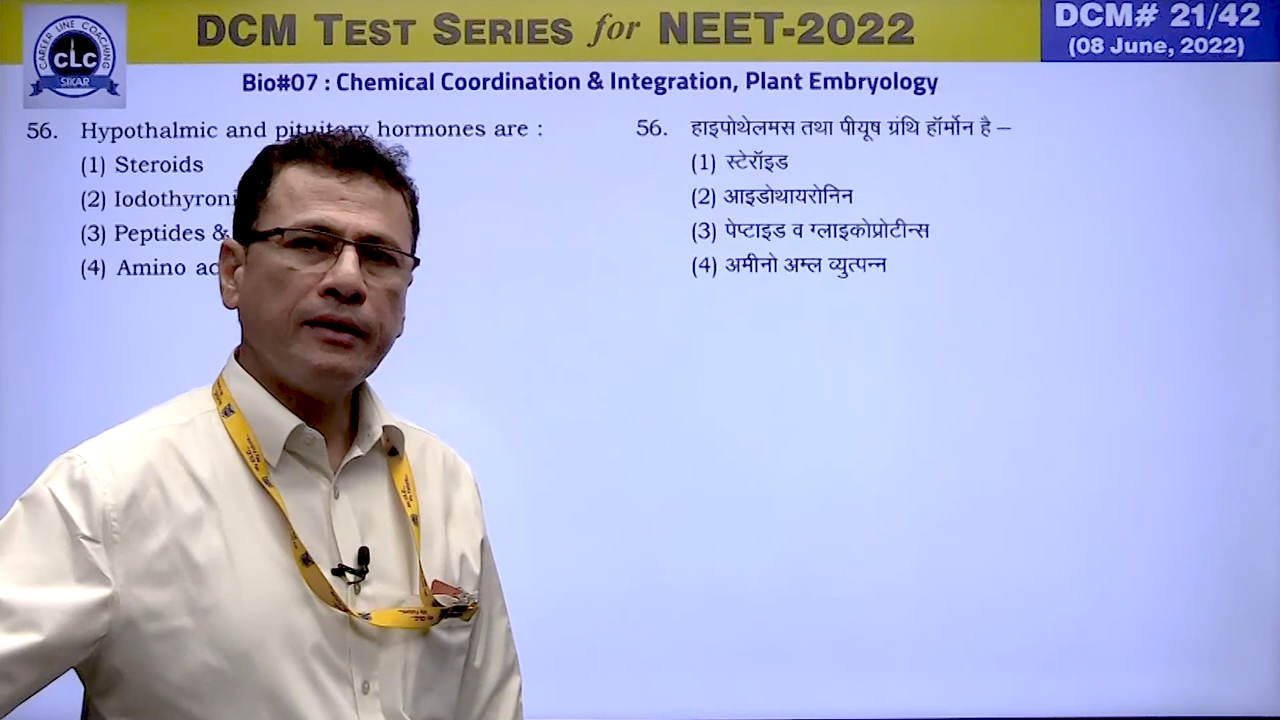 DCM TEST SERIES for NEET-2022
DCM# 21/42
(08 June, 2022)
CAREER LINE COACHING
CLC
SIKAR
Bio#07 : Chemical Coordination & Integration, Plant Embryology
56. Hypothalmic and pituitary hormones are :
(1) Steroids
(2) Iodothyroni
(3) Peptides &
(4) Amino ac
56. हाइपोथेलमस तथा पीयूष ग्रंथि हॉर्मोन है –
(1) स्टेरॉइड
(2) आइडोथायरोनिन
(3) पेप्टाइड व ग्लाइकोप्रोटीन्स
(4) अमीनो अम्ल व्युत्पन्न